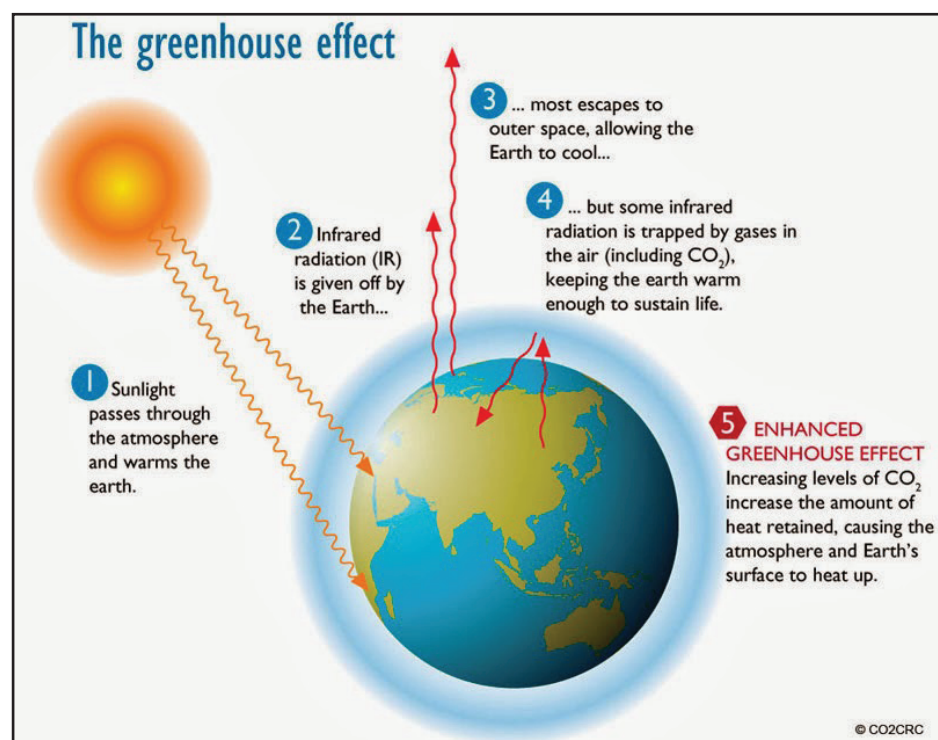 The greenhouse effect
1 Sunlight
passes through
the atmosphere
and warms the
earth.
2 Infrared
radiation (IR)
is given off by
the Earth...
3 ... most escapes to
outer space, allowing the
Earth to cool...
4 ... but some infrared
radiation is trapped by gases in
the air (including CO₂),
keeping the earth warm
enough to sustain life.
5 ENHANCED
GREENHOUSE EFFECT
Increasing levels of CO₂
increase the amount of
heat retained, causing the
atmosphere and Earth's
surface to heat up.
© CO2CRC